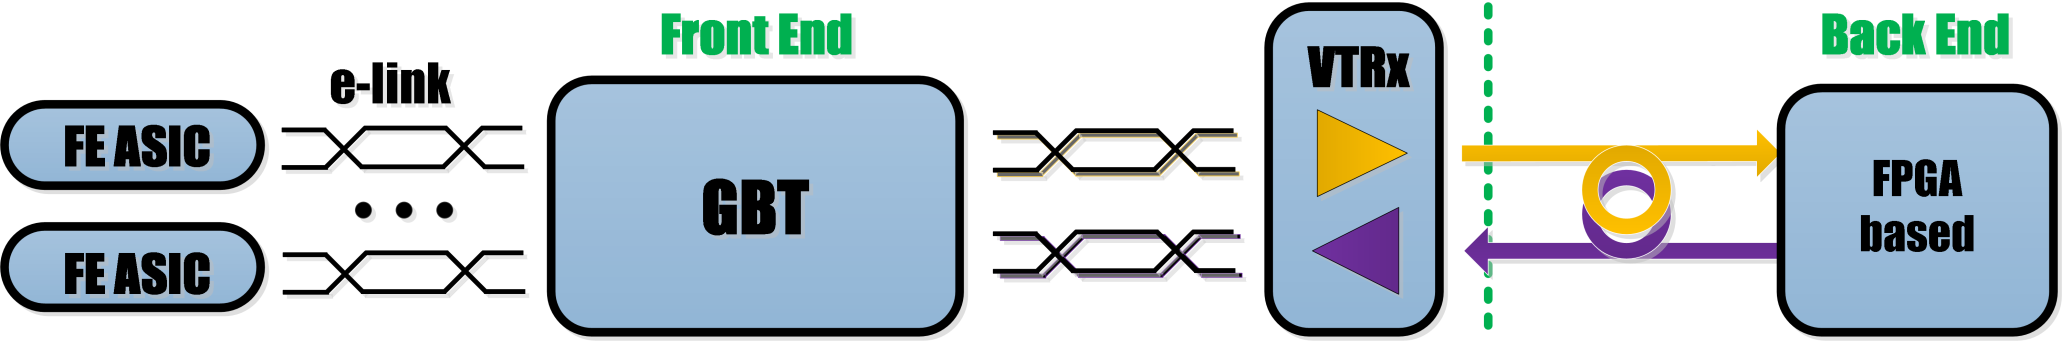 Front End
Back End
e-link
VTRx
FE ASIC
GBT
FPGA
based
FE ASIC